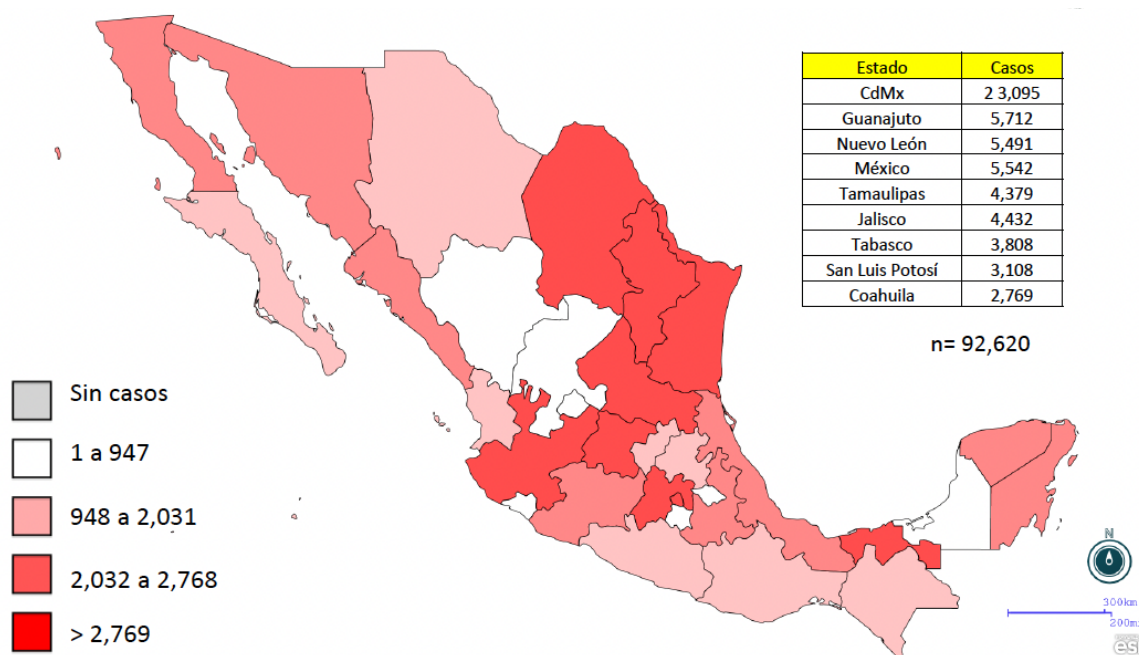 Estado Casos
CdMx 2 3,095
Guanajuto 5,712
Nuevo León 5,491
México 5,542
Tamaulipas 4,379
Jalisco 4,432
Tabasco 3,808
San Luis Potosí 3,108
Coahuila 2,769
n= 92,620
Sin casos
1 a 947
948 a 2,031
2,032 a 2,768
> 2,769
N
300km
200mi
es